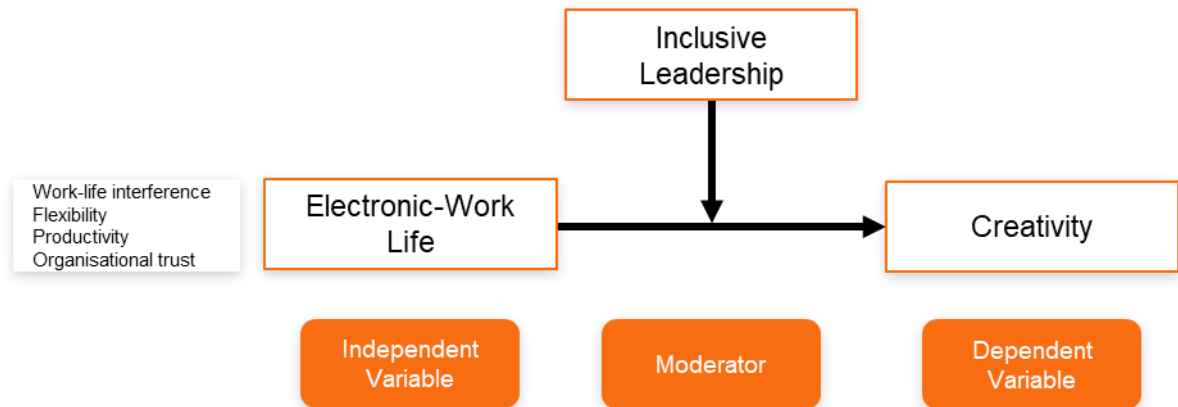 Inclusive
Leadership
Work-life interference
Flexibility
Productivity
Organisational trust
Electronic-Work
Life
Creativity
Independent
Variable
Moderator
Dependent
Variable